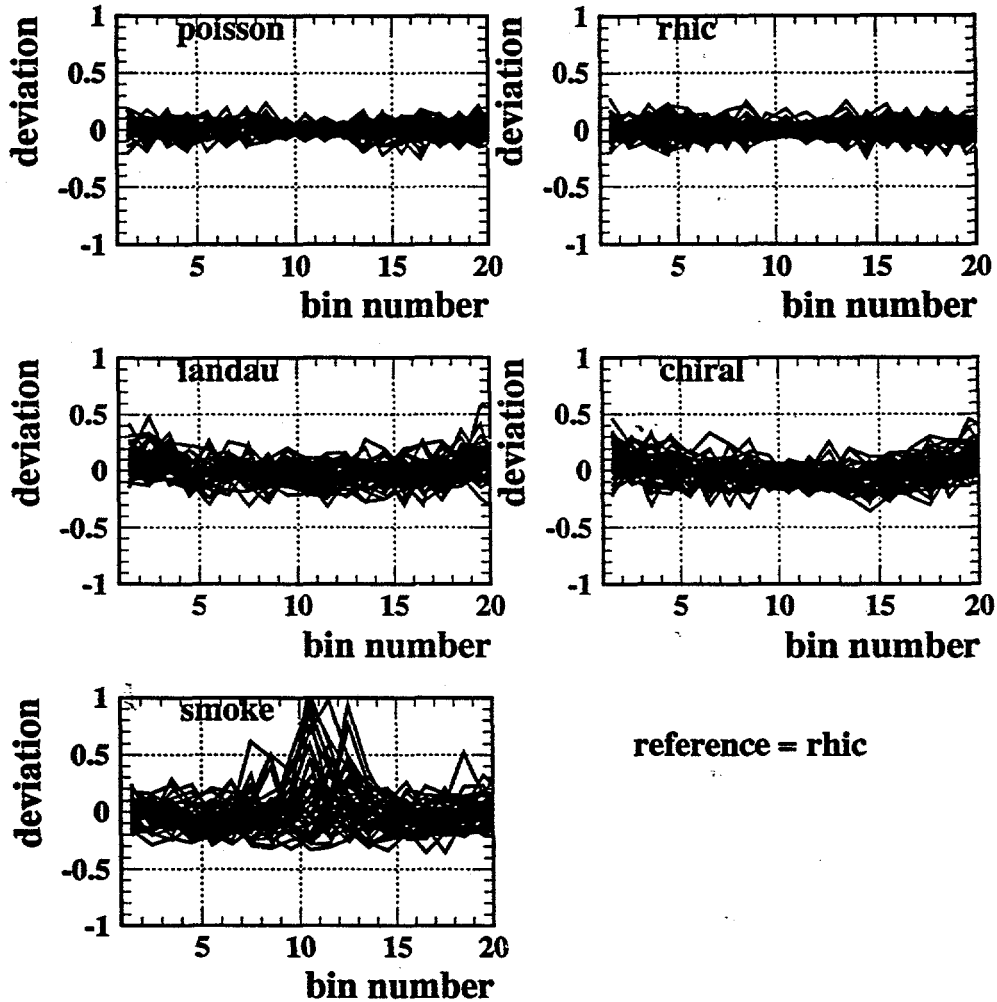 poisson
deviation
1
0.5
0
-0.5
-1
5 10 15 20
bin number
rhic
deviation
1
0.5
0
-0.5
-1
5 10 15 20
bin number
landau
deviation
1
0.5
0
-0.5
-1
5 10 15 20
bin number
chiral
deviation
1
0.5
0
-0.5
-1
5 10 15 20
bin number
smoke
deviation
1
0.5
0
-0.5
-1
5 10 15 20
bin number
reference = rhic